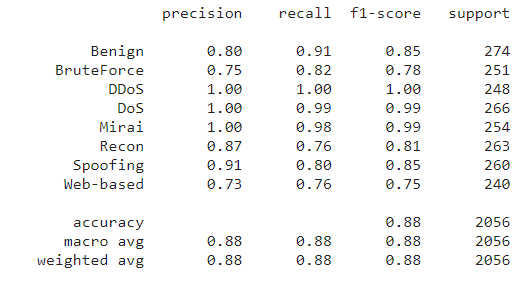 precision recall f1-score support
Benign 0.80 0.91 0.85 274
BruteForce 0.75 0.82 0.78 251
DDoS 1.00 1.00 1.00 248
DoS 1.00 0.99 0.99 266
Mirai 1.00 0.98 0.99 254
Recon 0.87 0.76 0.81 263
Spoofing 0.91 0.80 0.85 260
Web-based 0.73 0.76 0.75 240
accuracy 0.88 2056
macro avg 0.88 0.88 0.88 2056
weighted avg 0.88 0.88 0.88 2056